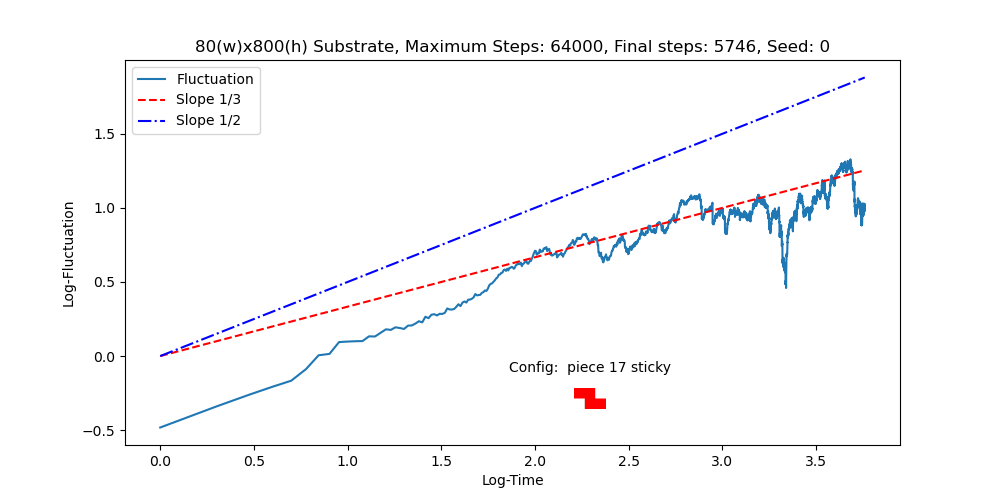 80(w)x800(h) Substrate, Maximum Steps: 64000, Final steps: 5746, Seed: 0
Fluctuation
Slope 1/3
Slope 1/2
1.5
1.0
0.5
0.0
−0.5
Log-Fluctuation
Config:  piece 17 sticky
0.0 0.5 1.0 1.5 2.0 2.5 3.0 3.5
Log-Time